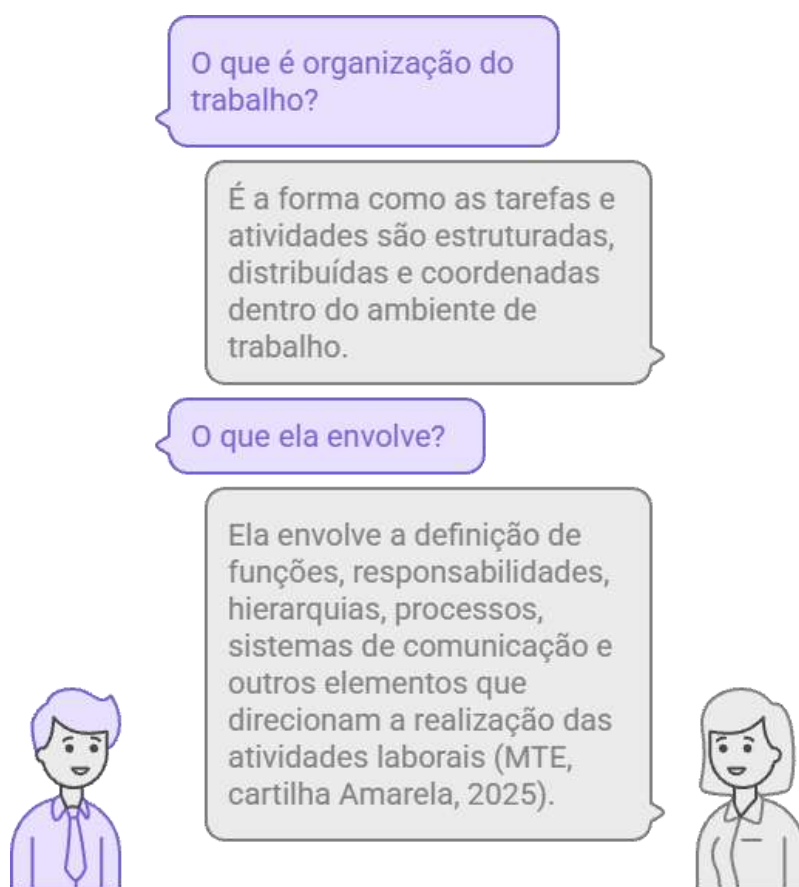 O que é organização do
trabalho?
É a forma como as tarefas e
atividades são estruturadas,
distribuídas e coordenadas
dentro do ambiente de
trabalho.
O que ela envolve?
Ela envolve a definição de
funções, responsabilidades,
hierarquias, processos,
sistemas de comunicação e
outros elementos que
direcionam a realização das
atividades laborais (MTE,
cartilha Amarela, 2025).